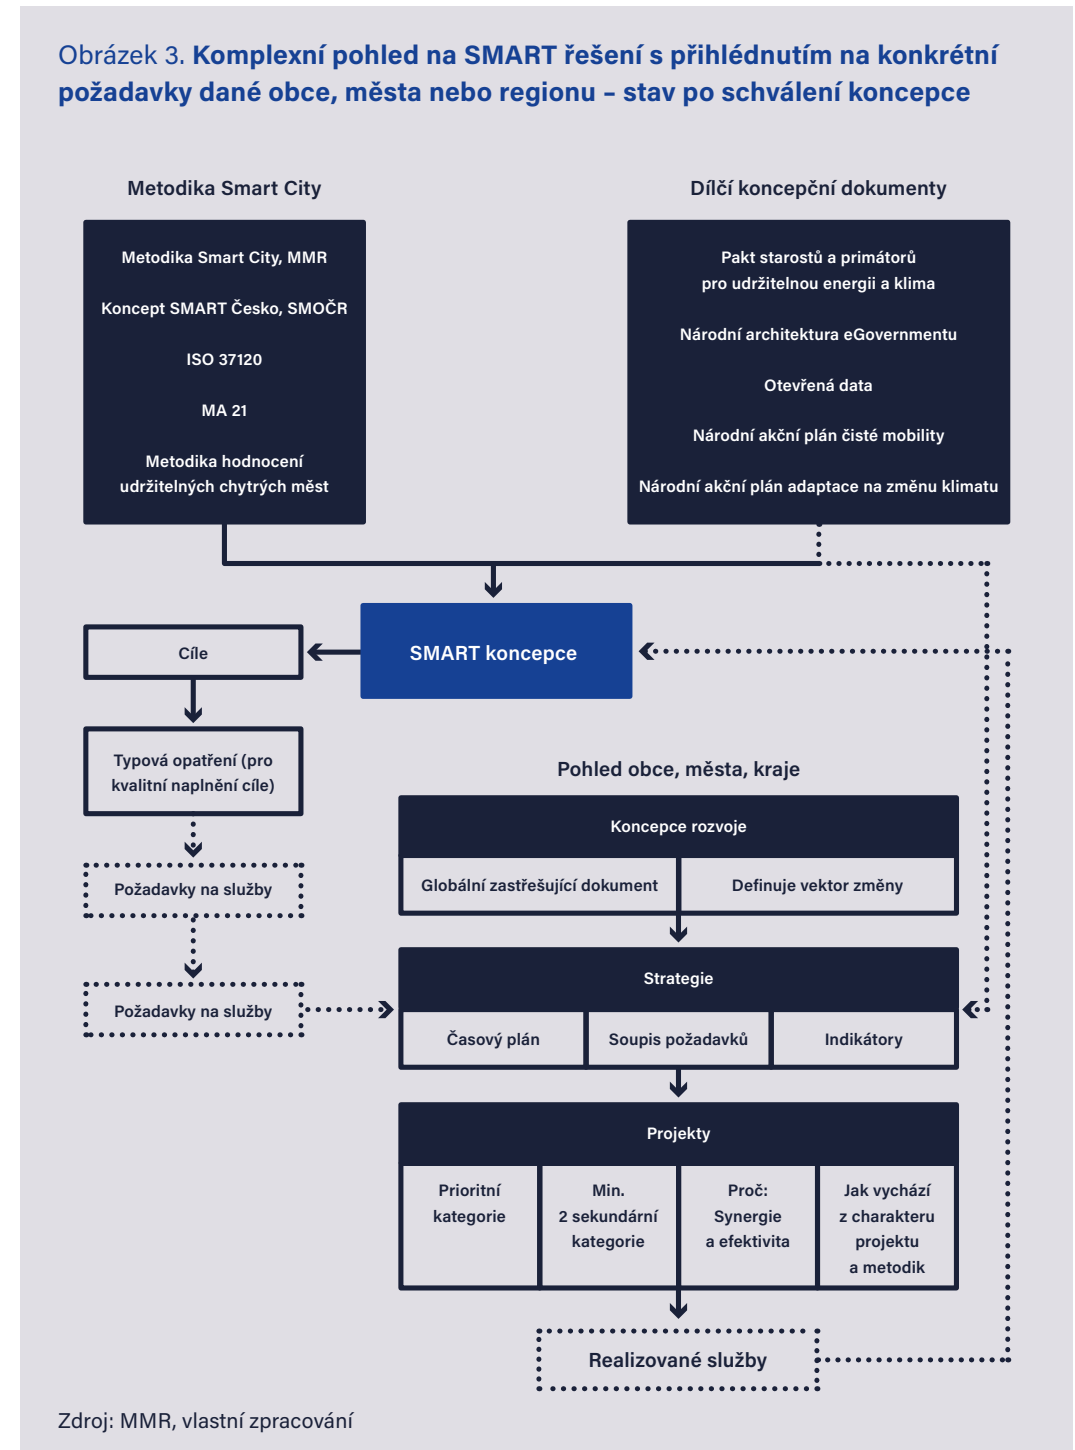 Obrázek 3. Komplexní pohled na SMART řešení s přihlédnutím na konkrétní
požadavky dané obce, města nebo regionu – stav po schválení koncepce
Metodika Smart City
Metodika Smart City, MMR
Koncept SMART Česko, SMOČR
ISO 37120
MA 21
Metodika hodnocení
udržitelných chytrých měst
Dílčí koncepční dokumenty
Pakt starostů a primátorů
pro udržitelnou energii a klima
Národní architektura eGovernmentu
Otevřená data
Národní akční plán čisté mobility
Národní akční plán adaptace na změnu klimatu
SMART koncepce
Cíle
Typová opatření (pro
kvalitní naplnění cíle)
Požadavky na služby
Požadavky na služby
Pohled obce, města, kraje
Koncepce rozvoje
Globální zastřešující dokument
Definuje vektor změny
Strategie
Časový plán
Soupis požadavků
Indikátory
Projekty
Prioritní
kategorie
Min.
2 sekundární
kategorie
Proč:
Synergie
a efektivita
Jak vychází
z charakteru
projektu
a metodik
Realizované služby
Zdroj: MMR, vlastní zpracování